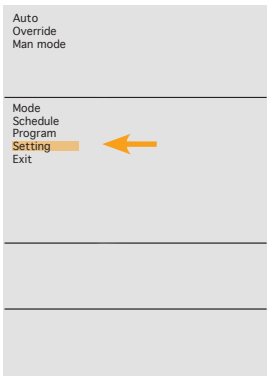 Auto
Override
Man mode
Mode
Schedule
Program
Setting
Exit